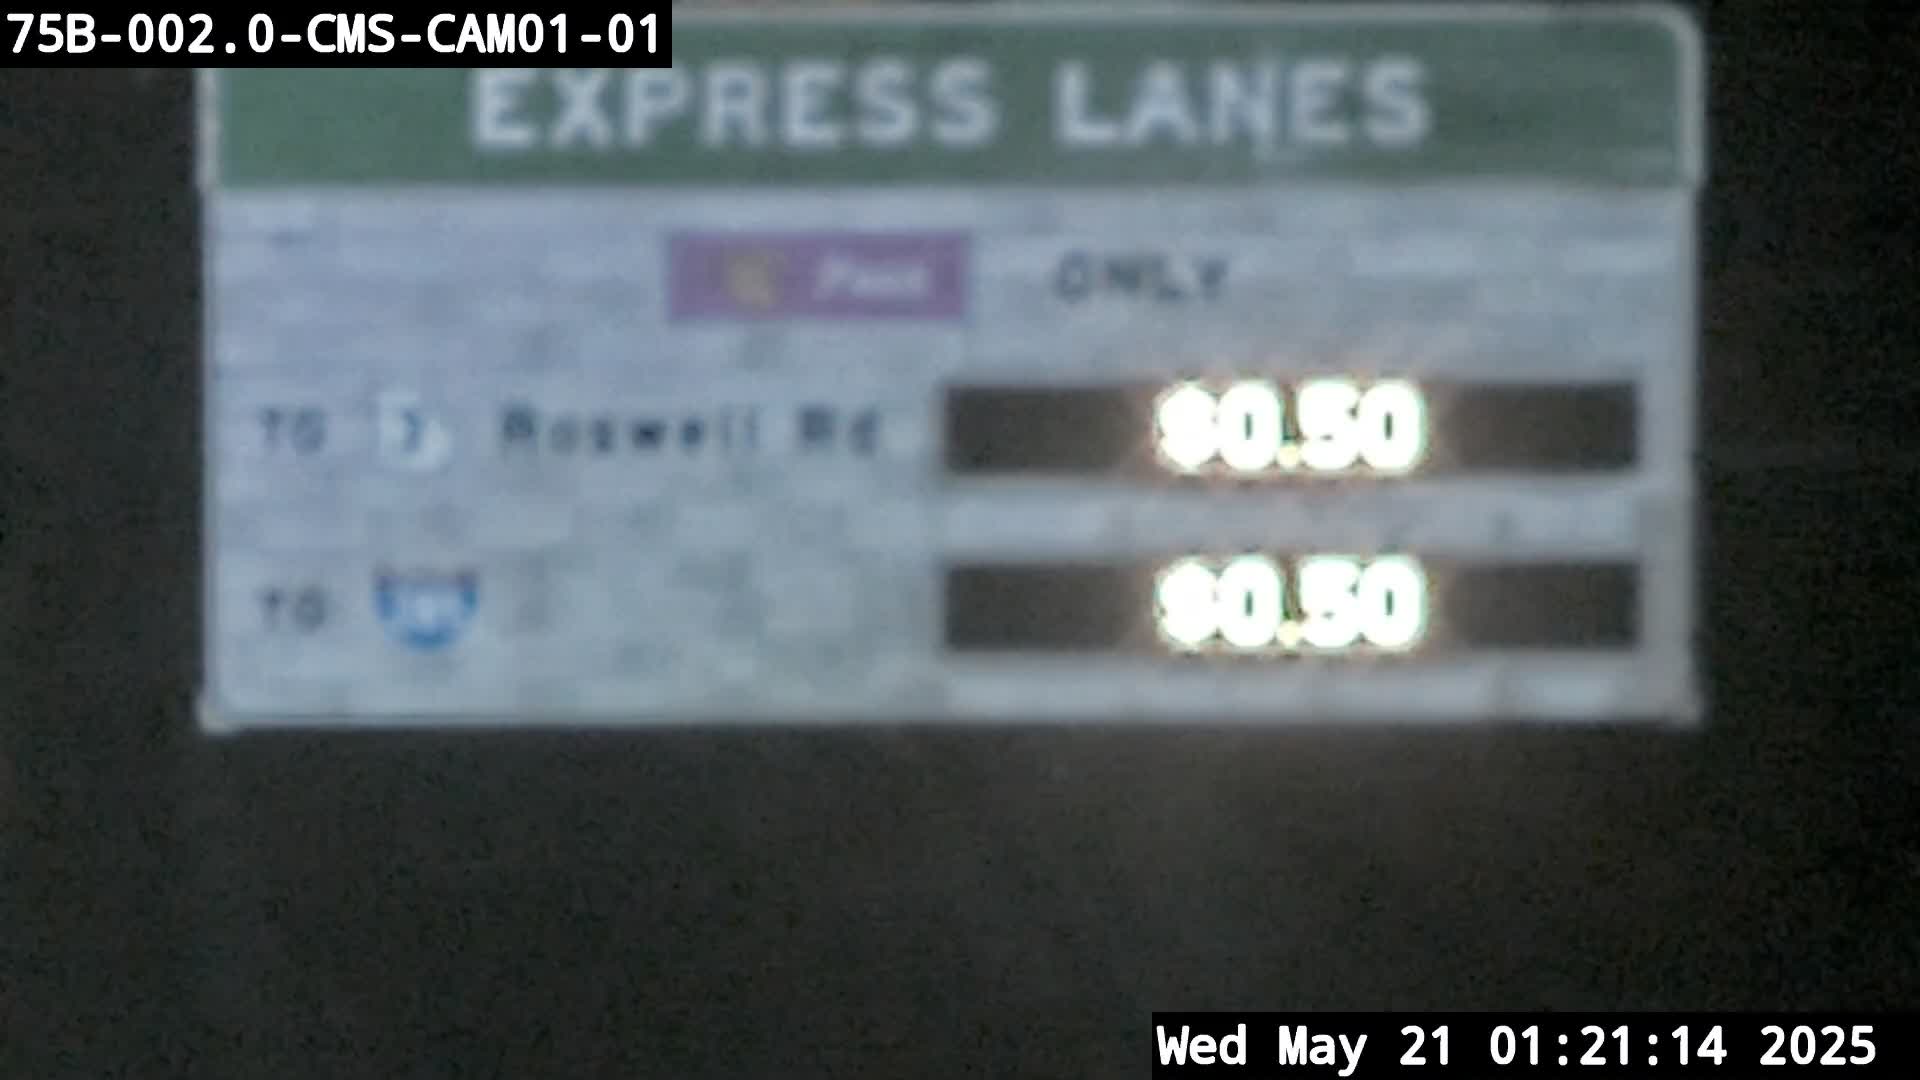 75B-002.0-CMS-CAM01-01
EXPRESS LANES
Pass ONLY
TO Roswell Rd $0.50
TO $0.50
Wed May 21 01:21:14 2025